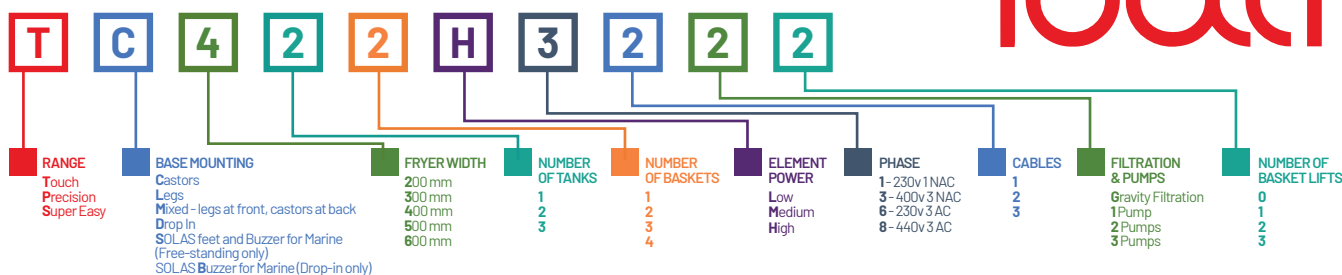 T C 4 2 2 H 3 2 2 2
RANGE
Touch
Precision
Super Easy
BASE MOUNTING
Castors
Legs
Mixed - legs at front, castors at back
Drop In
SOLAS feet and Buzzer for Marine
(Free-standing only)
SOLAS Buzzer for Marine (Drop-in only)
FRYER WIDTH
200 mm
300 mm
400 mm
500 mm
600 mm
NUMBER
OF TANKS
1
2
3
NUMBER
OF BASKETS
1
2
3
4
ELEMENT
POWER
Low
Medium
High
PHASE
1 - 230v 1 NAC
3 - 400v 3 NAC
6 - 230v 3 AC
8 - 440v 3 AC
CABLES
1
2
3
FILTRATION
& PUMPS
Gravity Filtration
1 Pump
2 Pumps
3 Pumps
NUMBER OF
BASKET LIFTS
0
1
2
3